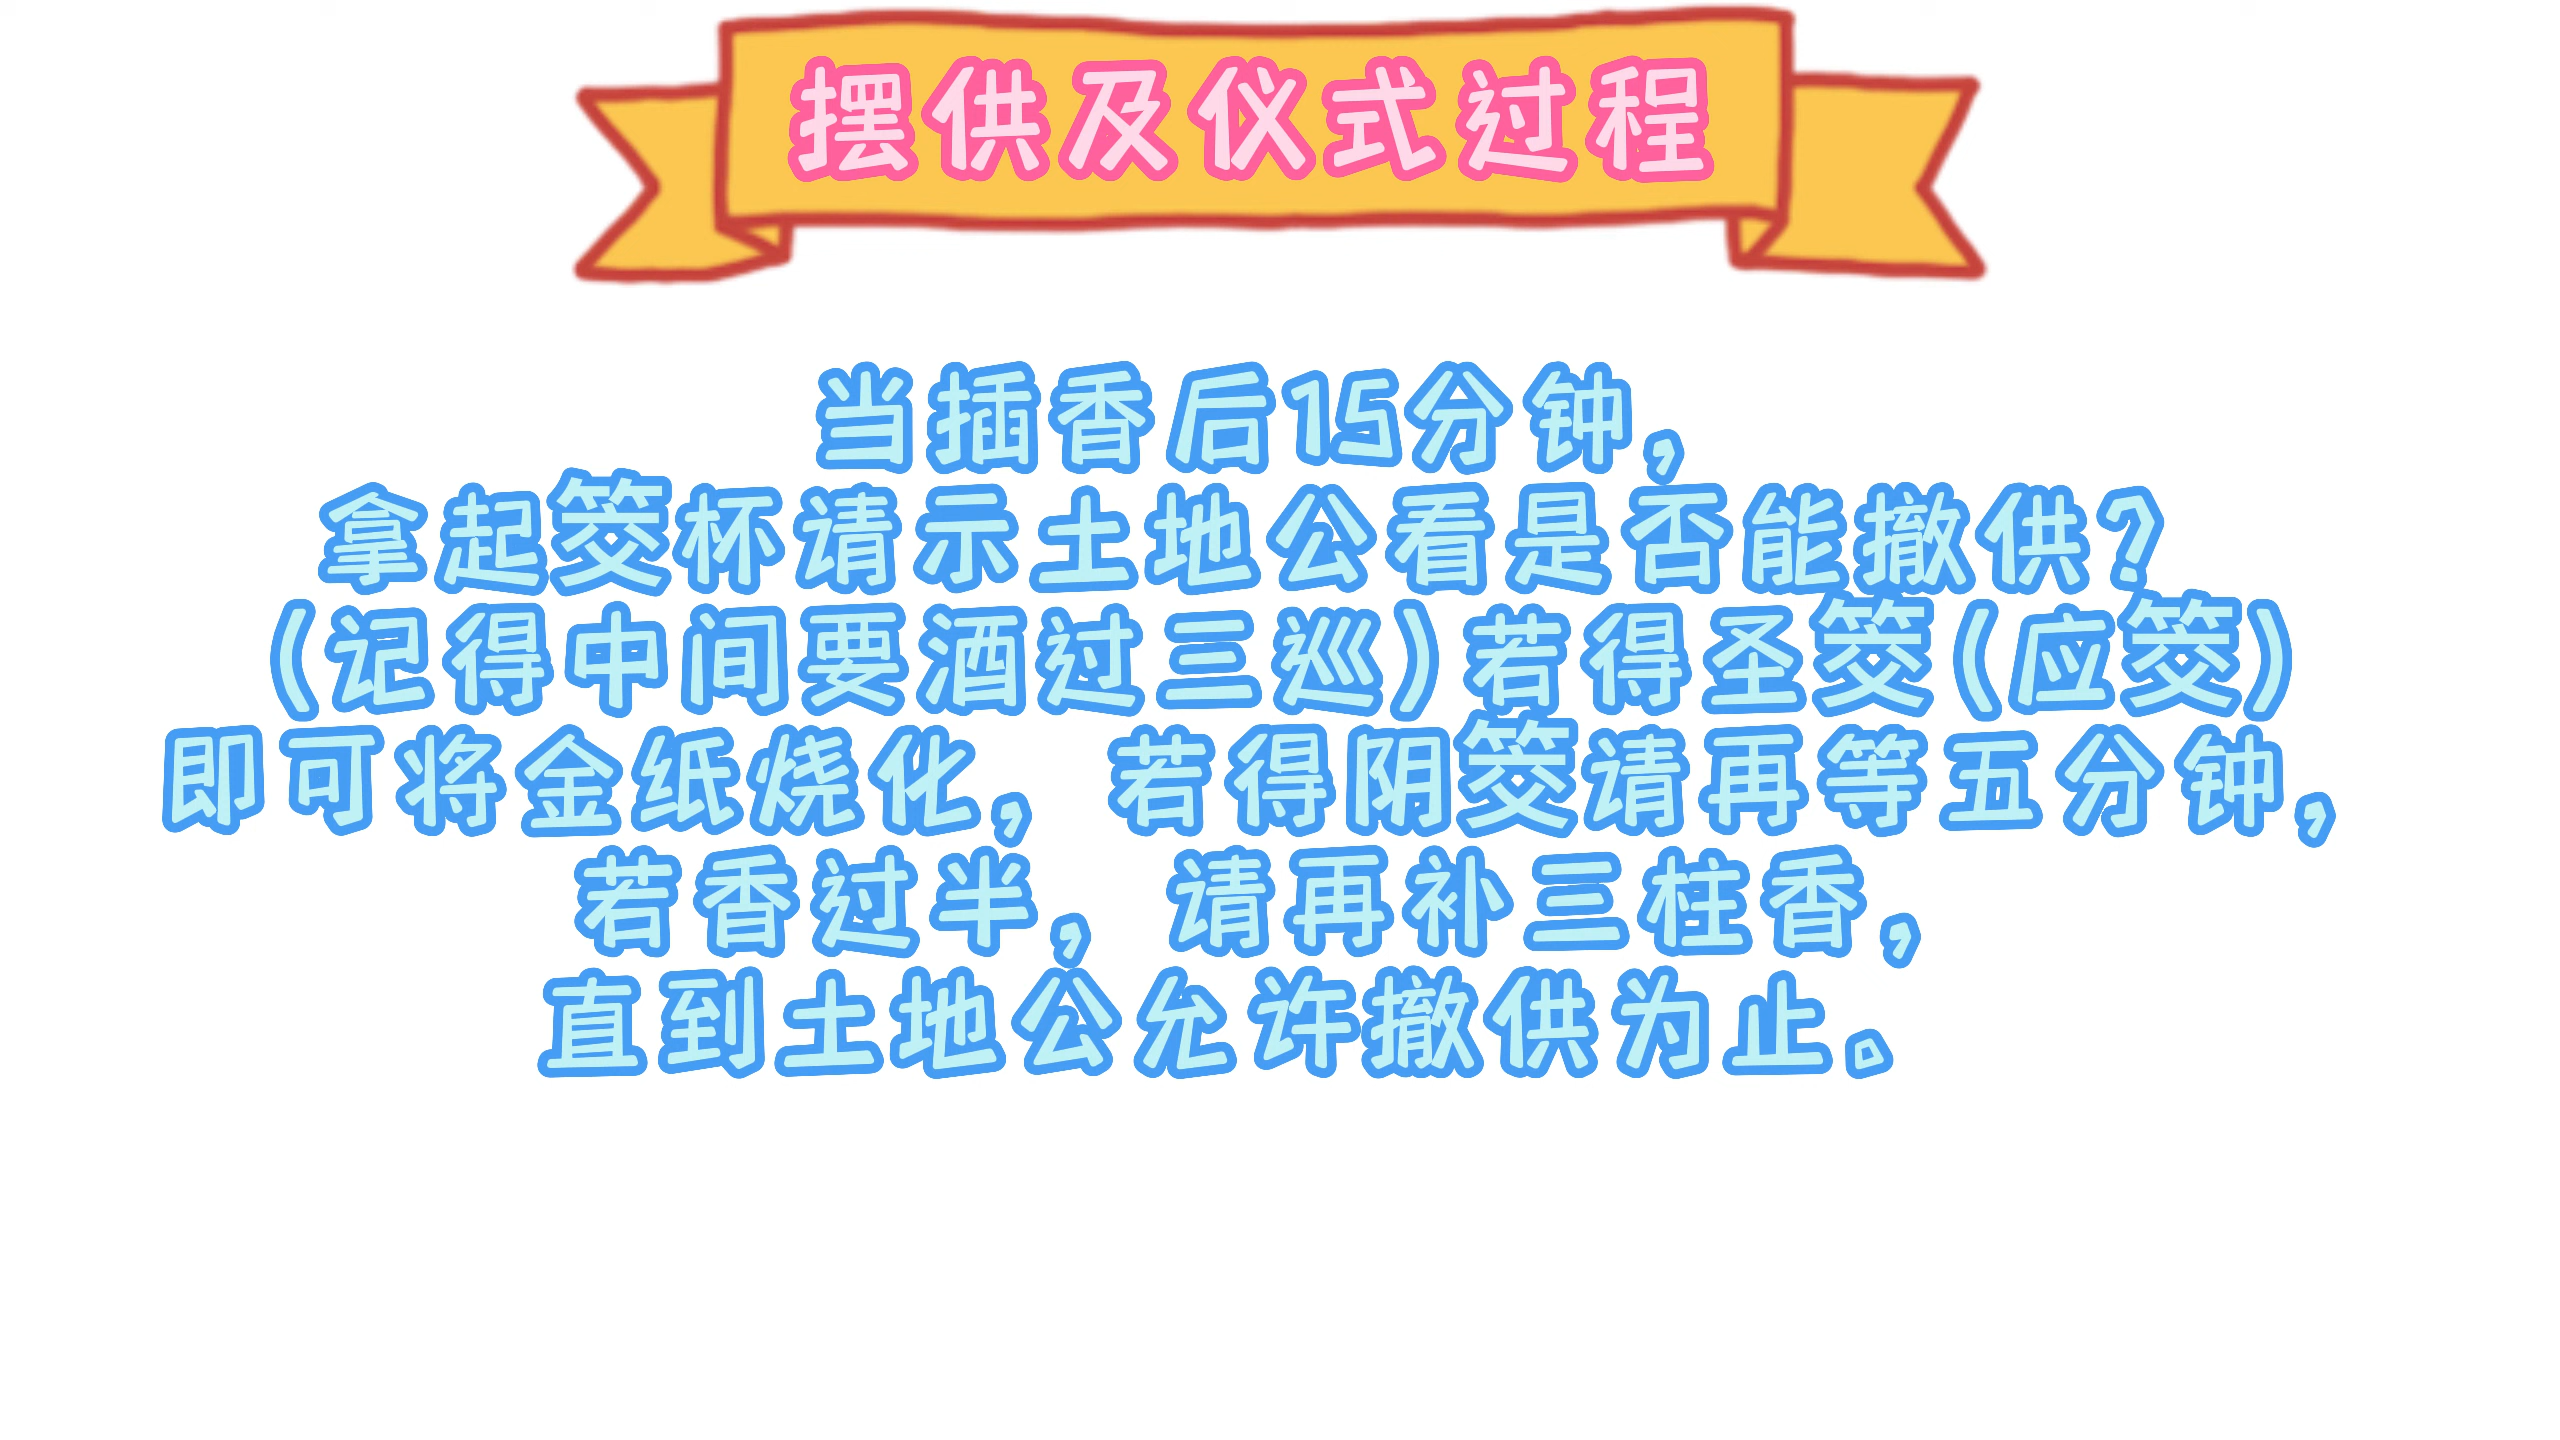 摆供及仪式过程
当插香后15分钟,
拿起筊杯请示土地公看是否能撤供?
(记得中间要酒过三巡)若得圣筊(应筊)
即可将金纸烧化, 若得阴筊请再等五分钟,
若香过半, 请再补三柱香,
直到土地公允许撤供为止。